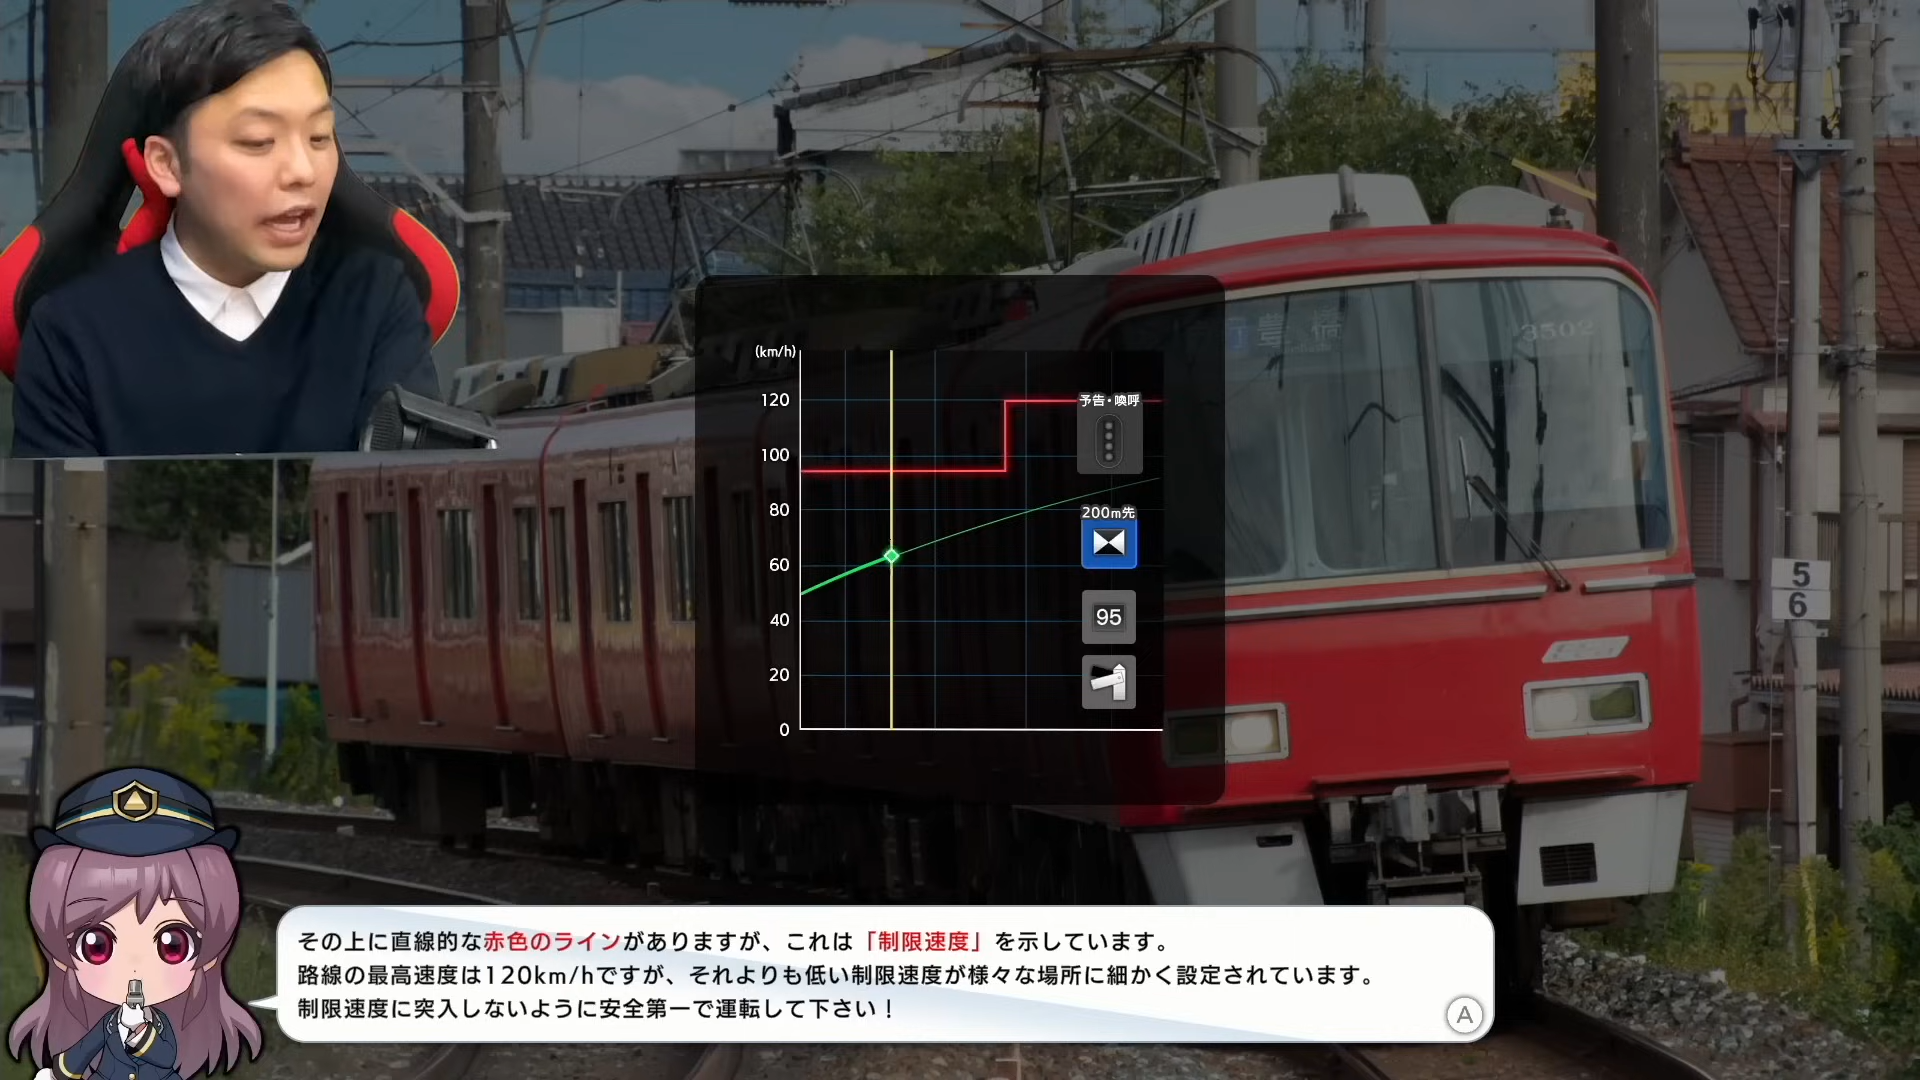 ORAKI
豊橋
3502
5
6
(km/h)
120
100
80
60
40
20
0
予告・喚呼
200m先
95
その上に直線的な赤色のラインがありますが、これは「制限速度」を示しています。
路線の最高速度は120km/hですが、それよりも低い制限速度が様々な場所に細かく設定されています。
制限速度に突入しないように安全第一で運転して下さい！
A